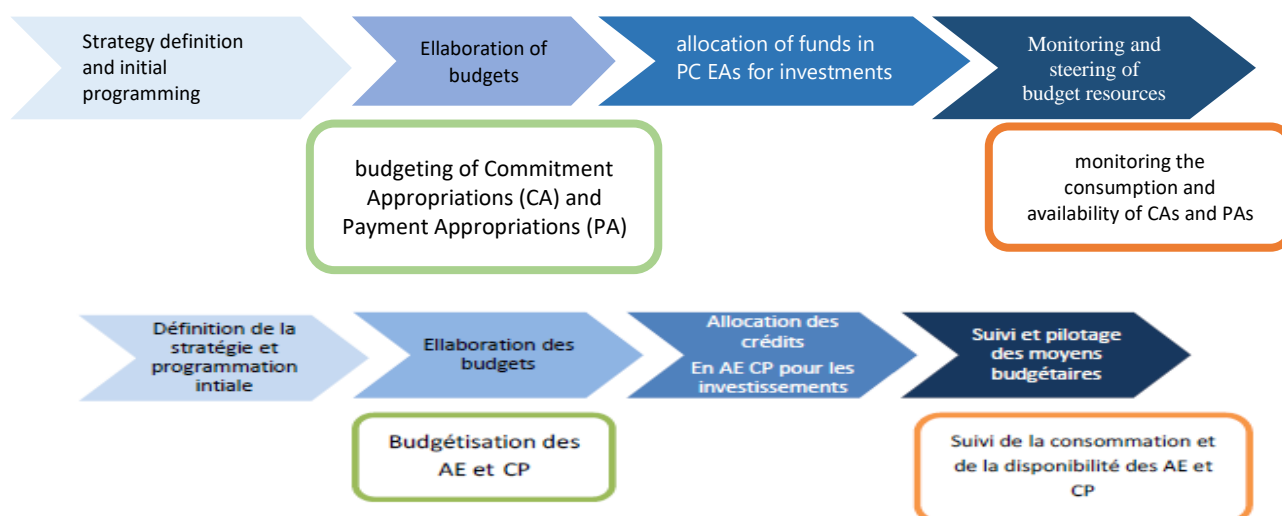 Strategy definition
and initial
programming
Ellaboration of
budgets
allocation of funds in
PC EAs for investments
Monitoring and
steering of
budget resources
budgeting of Commitment
Appropriations (CA) and
Payment Appropriations (PA)
monitoring the
consumption and
availability of CAs and PAs
Définition de la
stratégie et
programmation
intiale
Ellaboration des
budgets
Allocation des
crédits
En AE CP pour les
investissements
Suivi et pilotage
des moyens
budgétaires
Budgétisation des
AE et CP
Suivi de la consommation et
de la disponibilité des AE et
CP